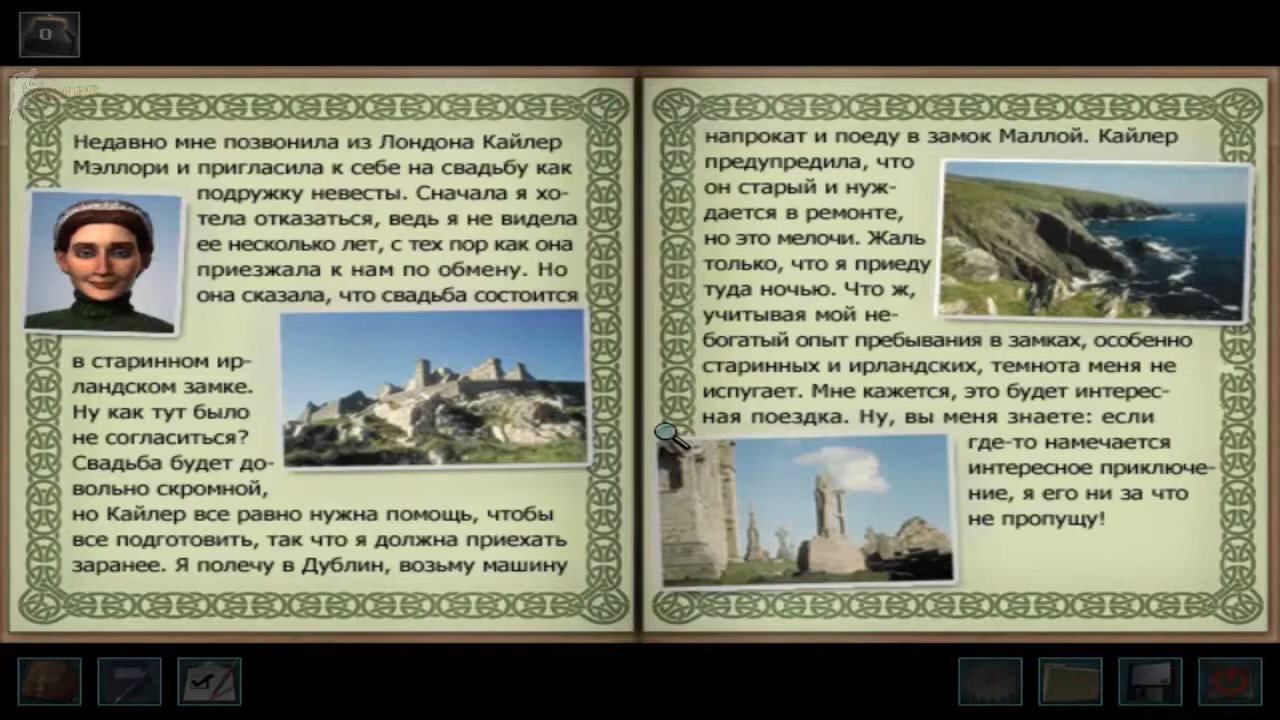 0
Недавно мне позвонила из Лондона Кайлер
Мэллори и пригласила к себе на свадьбу как
подружку невесты. Сначала я хо-
тела отказаться, ведь я не видела
ее несколько лет, с тех пор как она
приезжала к нам по обмену. Но
она сказала, что свадьба состоится
в старинном ир-
ландском замке.
Ну как тут было
не согласиться?
Свадьба будет до-
вольно скромной,
но Кайлер все равно нужна помощь, чтобы
все подготовить, так что я должна приехать
заранее. Я полечу в Дублин, возьму машину
напрокат и поеду в замок Маллой. Кайлер
предупредила, что
он старый и нуж-
дается в ремонте,
но это мелочи. Жаль
только, что я приеду
туда ночью. Что ж,
учитывая мой не-
богатый опыт пребывания в замках, особенно
старинных и ирландских, темнота меня не
испугает. Мне кажется, это будет интерес-
ная поездка. Ну, вы меня знаете: если
где-то намечается
интересное приключе-
ние, я его ни за что
не пропущу!